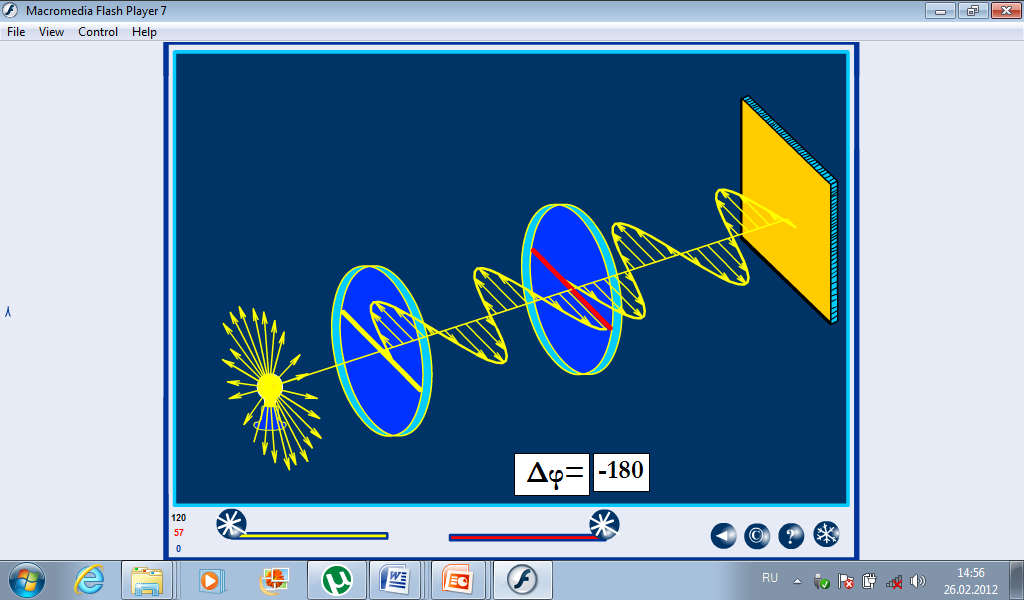 Macromedia Flash Player 7
File View Control Help
Δφ= -180
120
57
0
©
?
RU
14:56
26.02.2012